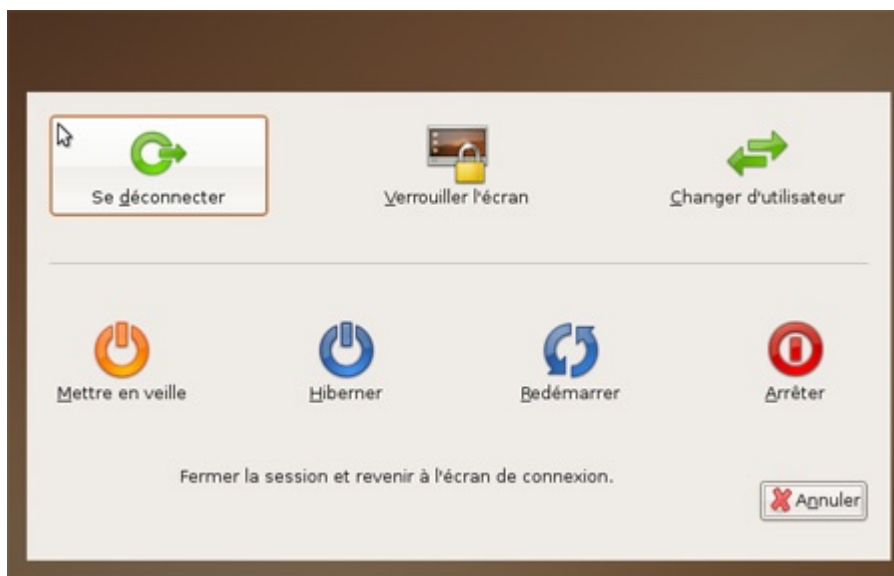 Se déconnecter
Verrouiller l'écran
Changer d'utilisateur
Mettre en veille
Hiberner
Redémarrer
Arrêter
Fermer la session et revenir à l'écran de connexion.
Annuler